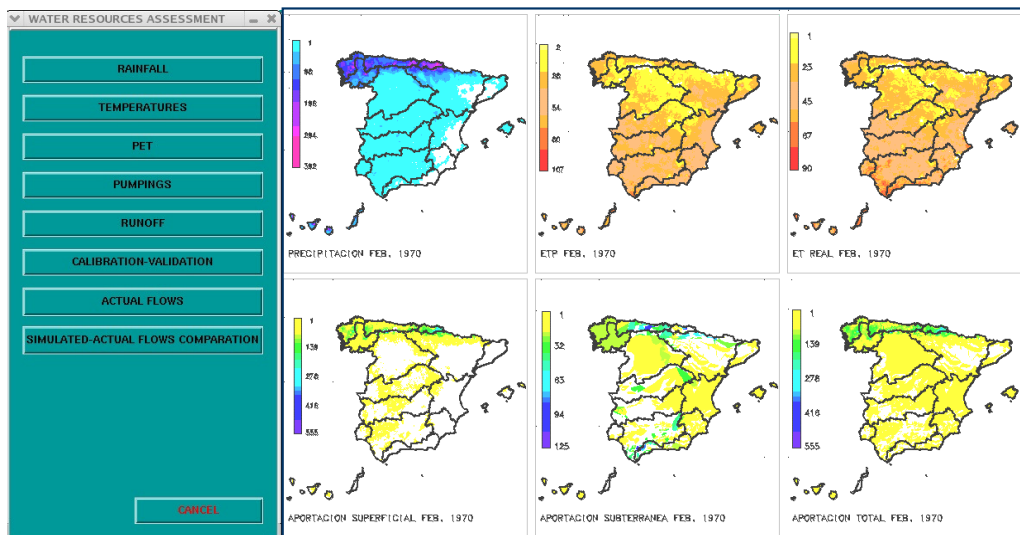 WATER RESOURCES ASSESSMENT
RAINFALL
TEMPERATURES
PET
PUMPINGS
RUNOFF
CALIBRATION-VALIDATION
ACTUAL FLOWS
SIMULATED-ACTUAL FLOWS COMPARATION
CANCEL
1
98
196
294
392
PRECIPITACION FEB. 1970
2
28
54
80
107
ETP FEB. 1970
1
23
45
67
90
ET REAL FEB. 1970
1
139
278
416
555
APORTACION SUPERFICIAL FEB. 1970
1
32
63
94
125
APORTACION SUBTERRANEA FEB. 1970
1
139
278
416
555
APORTACION TOTAL FEB. 1970